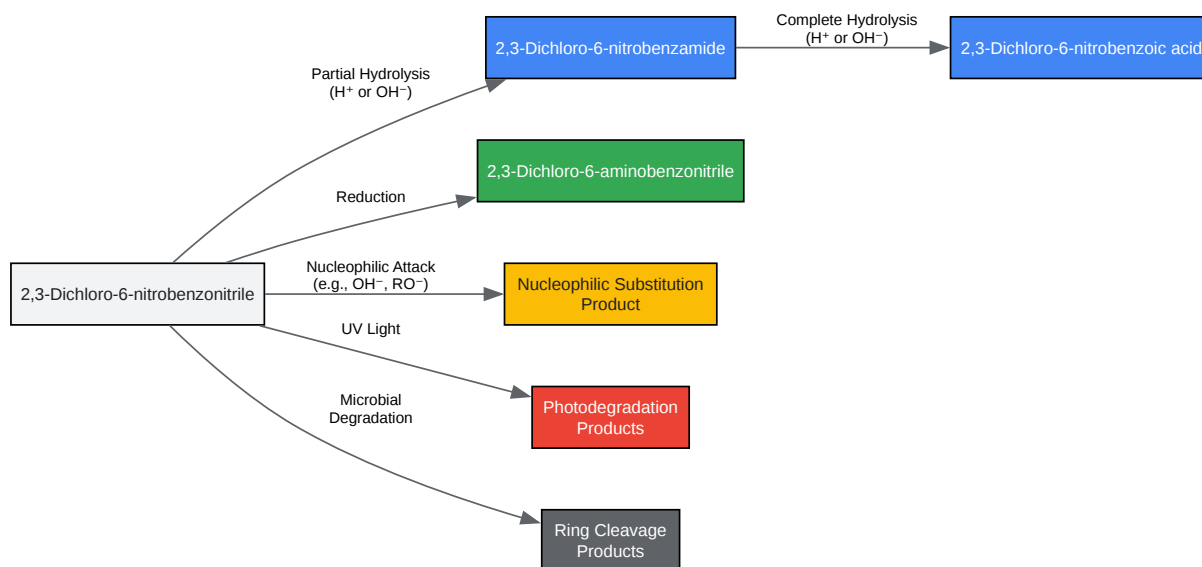 2,3-Dichloro-6-nitrobenzamide
Complete Hydrolysis
(H⁺ or OH⁻)
2,3-Dichloro-6-nitrobenzoic acid
Partial Hydrolysis
(H⁺ or OH⁻)
2,3-Dichloro-6-aminobenzonitrile
Reduction
2,3-Dichloro-6-nitrobenzonitrile
Nucleophilic Attack
(e.g., OH⁻, RO⁻)
Nucleophilic Substitution
Product
UV Light
Photodegradation
Products
Microbial
Degradation
Ring Cleavage
Products